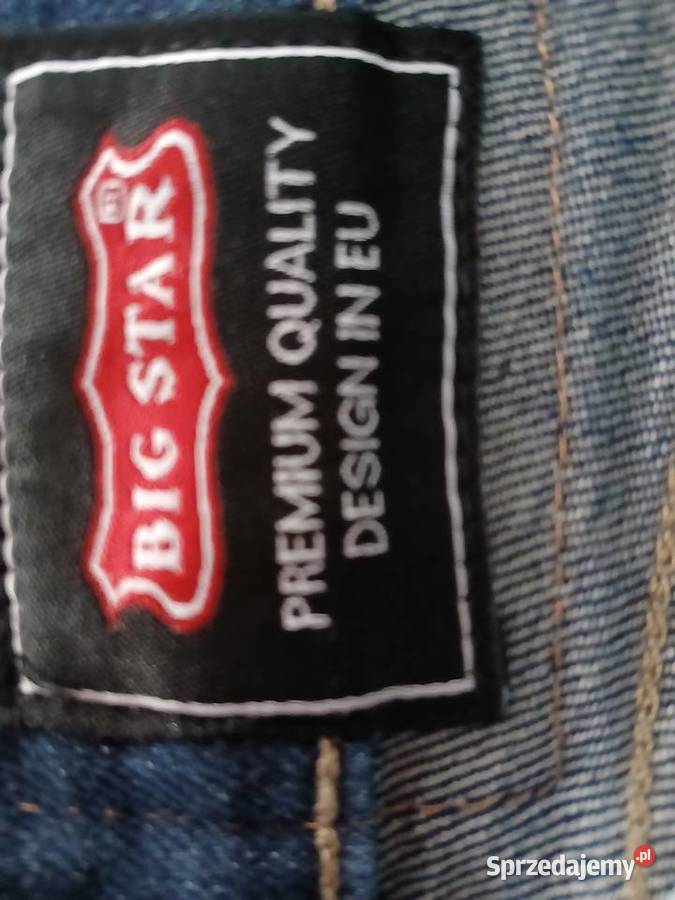 BIG STAR
PREMIUM QUALITY
DESIGN IN EU
Sprzedajemy.pl